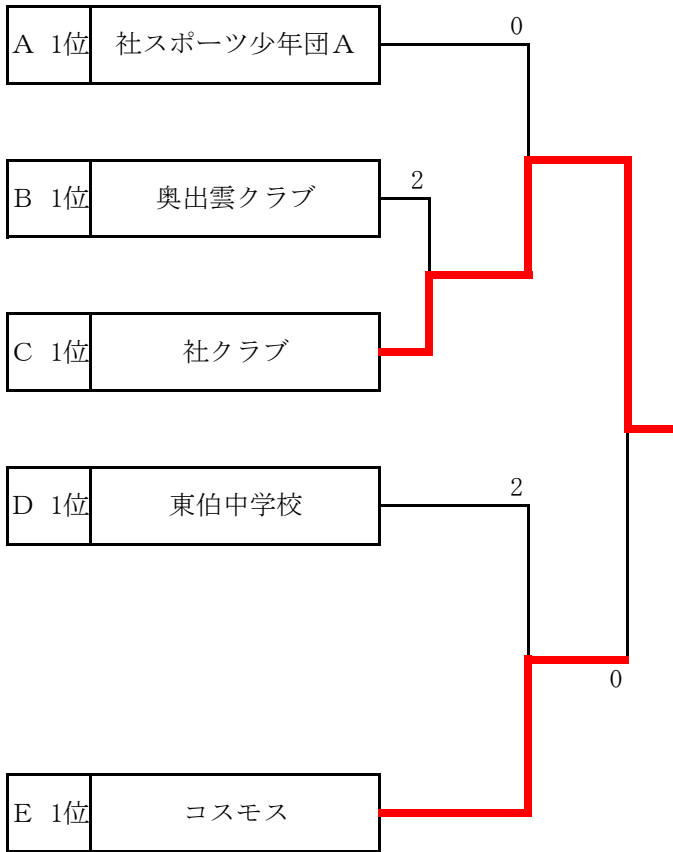 0
A 1位 社スポーツ少年団A
2
B 1位 奥出雲クラブ
C 1位 社クラブ
2
D 1位 東伯中学校
0
E 1位 コスモス